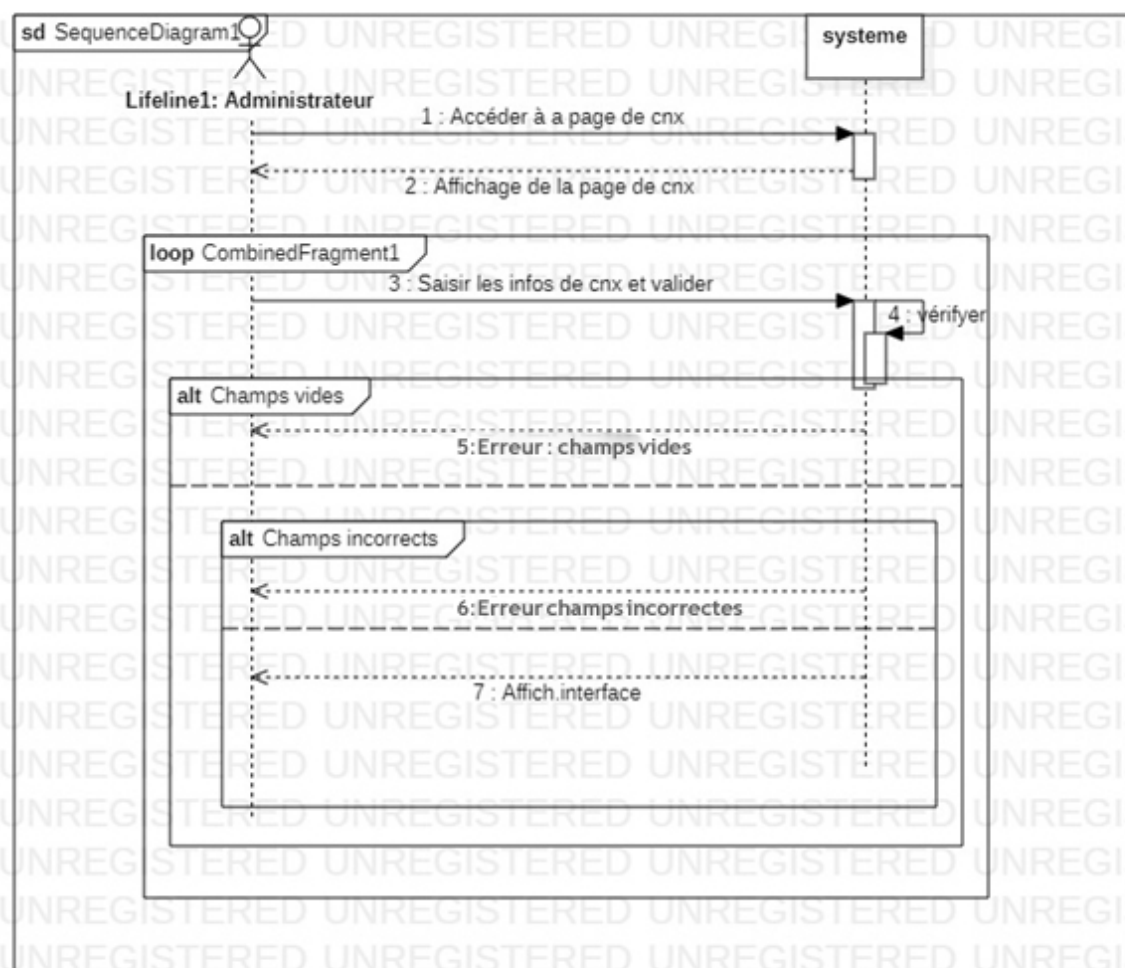 sd SequenceDiagram1
systeme
Lifeline1: Administrateur
1 : Accéder à a page de cnx
2 : Affichage de la page de cnx
loop CombinedFragment1
3 : Saisir les infos de cnx et valider
4 : vérifyer
alt Champs vides
5:Erreur : champs vides
alt Champs incorrects
6:Erreur champs incorrectes
7 : Affich.interface
UNREGISTERED